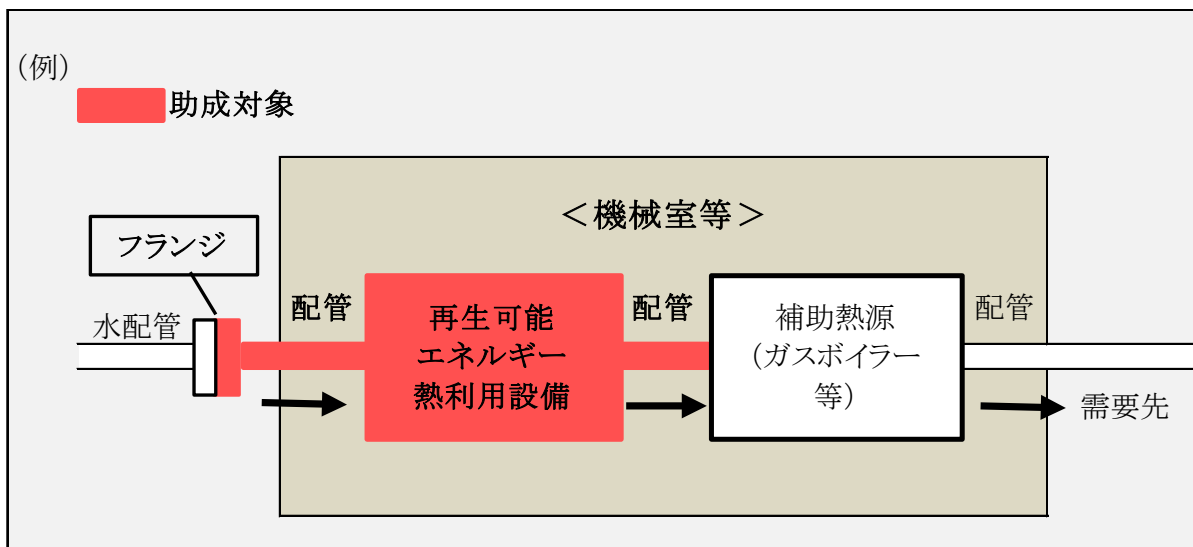 (例)
助成対象
＜機械室等＞
フランジ
水配管
配管
再生可能
エネルギー
熱利用設備
配管
補助熱源
(ガスボイラー
等)
配管
需要先